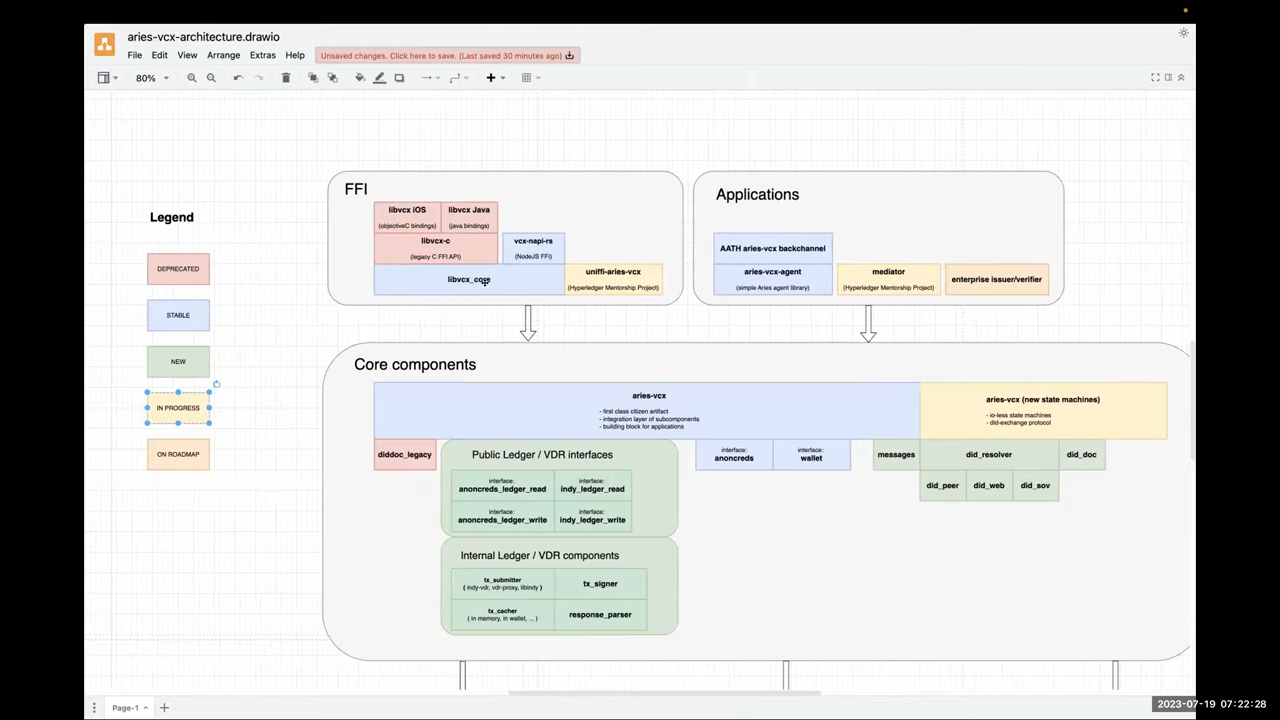 aries-vcx-architecture.drawio
File Edit View Arrange Extras Help
Unsaved changes. Click here to save. (Last saved 30 minutes ago)
80%
Legend
DEPRECATED
STABLE
NEW
IN PROGRESS
ON ROADMAP
FFI
libvcx iOS
(objectiveC bindings)
libvcx Java
(java bindings)
libvcx-c
(legacy C FFI API)
vcx-napi-rs
(NodeJS FFI)
libvcx_core
uniffi-aries-vcx
(Hyperledger Mentorship Project)
Applications
AATH aries-vcx backchannel
aries-vcx-agent
(simple Aries agent library)
mediator
(Hyperledger Mentorship Project)
enterprise issuer/verifier
Core components
aries-vcx
- first class citizen artifact
- integration layer of subcomponents
- building block for applications
aries-vcx (new state machines)
- io-less state machines
- did-exchange protocol
diddoc_legacy
Public Ledger / VDR interfaces
interface:
anoncreds_ledger_read
interface:
indy_ledger_read
interface:
anoncreds_ledger_write
interface:
indy_ledger_write
interface:
anoncreds
interface:
wallet
messages
did_resolver
did_doc
did_peer
did_web
did_sov
Internal Ledger / VDR components
tx_submitter
( indy-vdr, vdr-proxy, libindy )
tx_signer
tx_cacher
( in memory, in wallet, ... )
response_parser
Page-1
2023-07-19 07:22:28